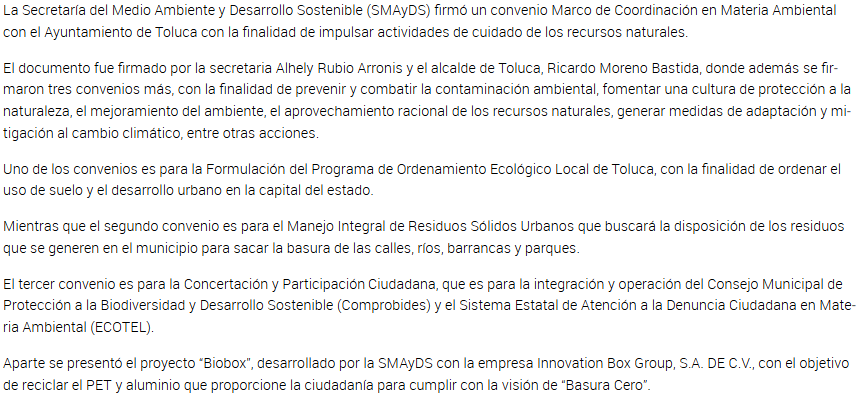 La Secretaría del Medio Ambiente y Desarrollo Sostenible (SMAyDS) firmó un convenio Marco de Coordinación en Materia Ambiental
con el Ayuntamiento de Toluca con la finalidad de impulsar actividades de cuidado de los recursos naturales.
El documento fue firmado por la secretaria Alhely Rubio Arronis y el alcalde de Toluca, Ricardo Moreno Bastida, donde además se fir-
maron tres convenios más, con la finalidad de prevenir y combatir la contaminación ambiental, fomentar una cultura de protección a la
naturaleza, el mejoramiento del ambiente, el aprovechamiento racional de los recursos naturales, generar medidas de adaptación y mi-
tigación al cambio climático, entre otras acciones.
Uno de los convenios es para la Formulación del Programa de Ordenamiento Ecológico Local de Toluca, con la finalidad de ordenar el
uso de suelo y el desarrollo urbano en la capital del estado.
Mientras que el segundo convenio es para el Manejo Integral de Residuos Sólidos Urbanos que buscará la disposición de los residuos
que se generen en el municipio para sacar la basura de las calles, ríos, barrancas y parques.
El tercer convenio es para la Concertación y Participación Ciudadana, que es para la integración y operación del Consejo Municipal de
Protección a la Biodiversidad y Desarrollo Sostenible (Comprobides) y el Sistema Estatal de Atención a la Denuncia Ciudadana en Mate-
ria Ambiental (ECOTEL).
Aparte se presentó el proyecto “Biobox”, desarrollado por la SMAyDS con la empresa Innovation Box Group, S.A. DE C.V., con el objetivo
de reciclar el PET y aluminio que proporcione la ciudadanía para cumplir con la visión de “Basura Cero”.